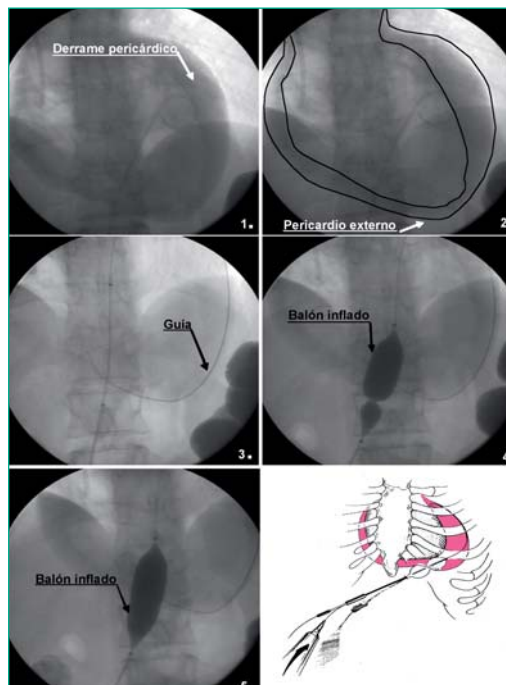 Derrame pericárdico
1.
2
Pericardio externo
Guía
3.
Balón inflado
4
Balón inflado
5